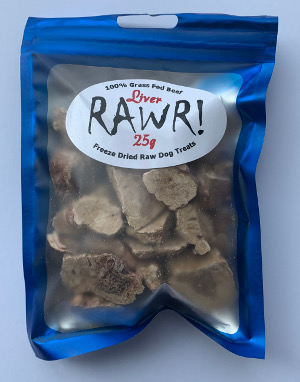 100% Grass Fed Beef
Liver
RAWR!
25g
Freeze Dried Raw Dog Treats